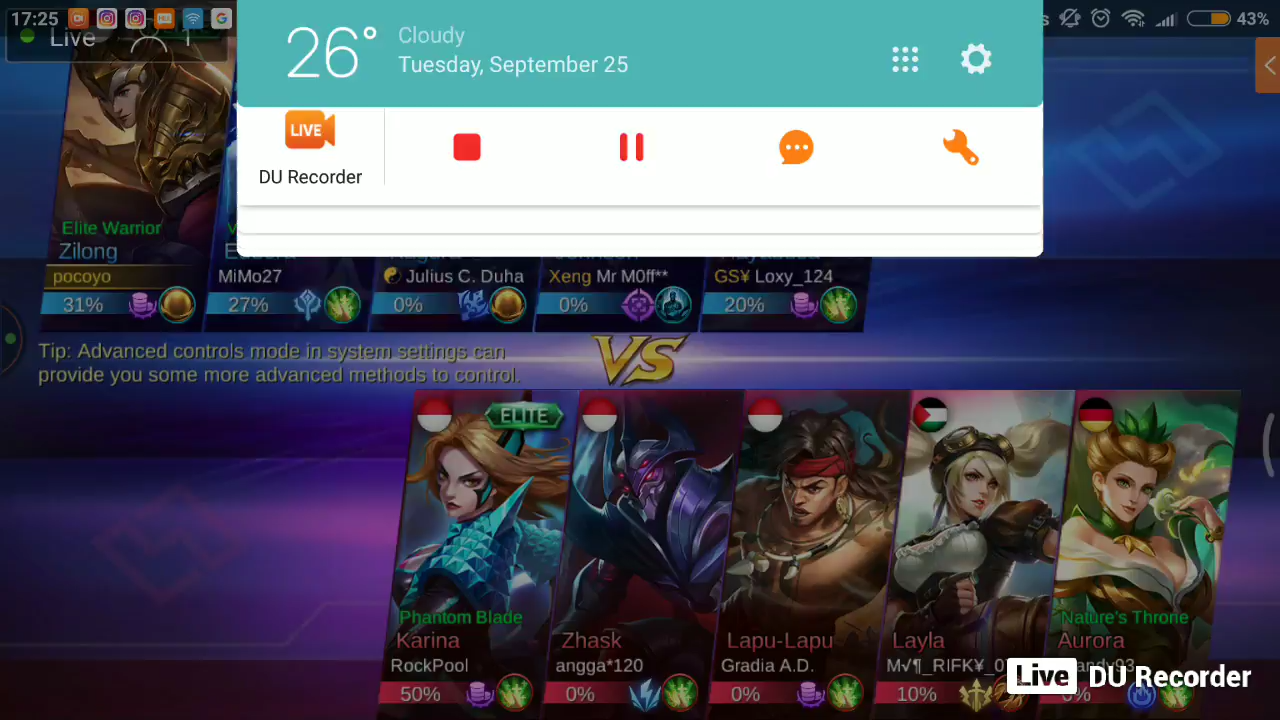 17:25
43%
Live
26°
Cloudy
Tuesday, September 25
LIVE
DU Recorder
Elite Warrior
Zilong
pocoyo
MiMo27
Julius C. Duha
Xeng Mr M0ff**
GS¥ Loxy_124
31%
27%
0%
0%
20%
Tip: Advanced controls mode in system settings can
provide you some more advanced methods to control.
VS
ELITE
Phantom Blade
Nature's Throne
Karina
Zhask
Lapu-Lapu
Layla
Aurora
RockPool
angga*120
Gradia A.D.
50%
0%
0%
10%
Live DU Recorder